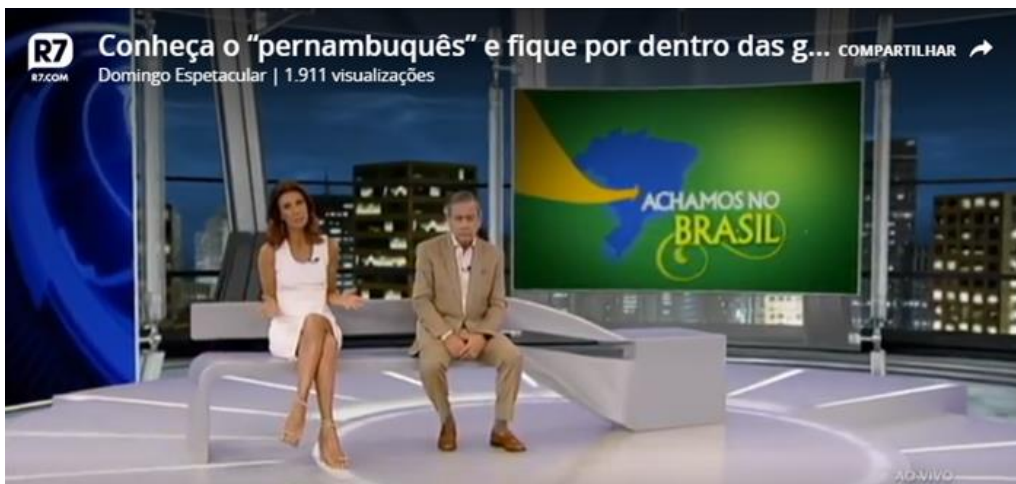 R7
R7.COM
Conheça o “pernambuquês” e fique por dentro das g...
COMPARTILHAR
Domingo Espetacular | 1.911 visualizações
ACHAMOS NO
BRASIL
AO VIVO